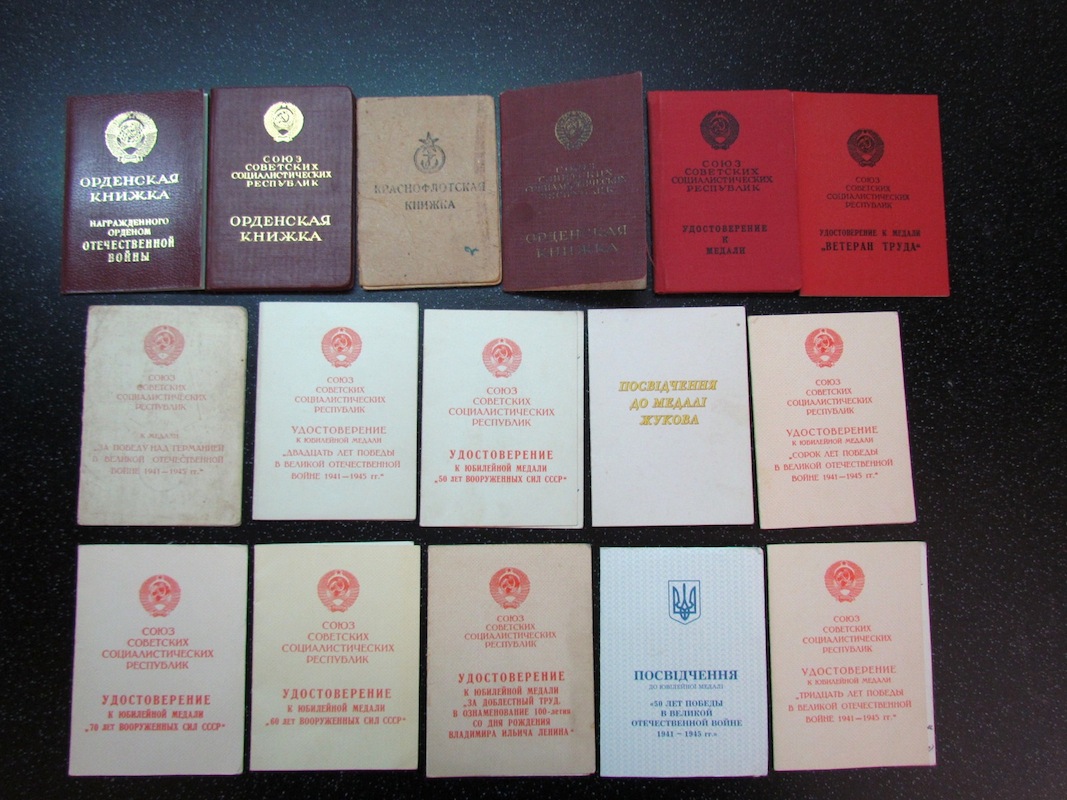 ОРДЕНСКАЯ
КНИЖКА
НАГРАЖДЕННОГО
ОРДЕНОМ
ОТЕЧЕСТВЕННОЙ
ВОЙНЫ
СОЮЗ
СОВЕТСКИХ
СОЦИАЛИСТИЧЕСКИХ
РЕСПУБЛИК
ОРДЕНСКАЯ
КНИЖКА
КРАСНОФЛОТСКАЯ
КНИЖКА
СОЮЗ
СОВЕТСКИХ
СОЦИАЛИСТИЧЕСКИХ
РЕСПУБЛИК
ОРДЕНСКАЯ
КНИЖКА
СОЮЗ
СОВЕТСКИХ
СОЦИАЛИСТИЧЕСКИХ
РЕСПУБЛИК
УДОСТОВЕРЕНИЕ
К
МЕДАЛИ
СОЮЗ
СОВЕТСКИХ
СОЦИАЛИСТИЧЕСКИХ
РЕСПУБЛИК
УДОСТОВЕРЕНИЕ К МЕДАЛИ
„ВЕТЕРАН ТРУДА“
СОЮЗ
СОВЕТСКИХ
СОЦИАЛИСТИЧЕСКИХ
РЕСПУБЛИК
К МЕДАЛИ
„ЗА ПОБЕДУ НАД ГЕРМАНИЕЙ
В ВЕЛИКОЙ ОТЕЧЕСТВЕННОЙ
ВОЙНЕ 1941—1945 гг.“
СОЮЗ
СОВЕТСКИХ
СОЦИАЛИСТИЧЕСКИХ
РЕСПУБЛИК
УДОСТОВЕРЕНИЕ
К ЮБИЛЕЙНОЙ МЕДАЛИ
„ДВАДЦАТЬ ЛЕТ ПОБЕДЫ
В ВЕЛИКОЙ ОТЕЧЕСТВЕННОЙ
ВОЙНЕ 1941—1945 гг.“
СОЮЗ
СОВЕТСКИХ
СОЦИАЛИСТИЧЕСКИХ
РЕСПУБЛИК
УДОСТОВЕРЕНИЕ
К ЮБИЛЕЙНОЙ МЕДАЛИ
„50 ЛЕТ ВООРУЖЕННЫХ СИЛ СССР“
ПОСВІДЧЕННЯ
ДО МЕДАЛІ
ЖУКОВА
СОЮЗ
СОВЕТСКИХ
СОЦИАЛИСТИЧЕСКИХ
РЕСПУБЛИК
УДОСТОВЕРЕНИЕ
К ЮБИЛЕЙНОЙ МЕДАЛИ
„СОРОК ЛЕТ ПОБЕДЫ
В ВЕЛИКОЙ ОТЕЧЕСТВЕННОЙ
ВОЙНЕ 1941—1945 гг.“
СОЮЗ
СОВЕТСКИХ
СОЦИАЛИСТИЧЕСКИХ
РЕСПУБЛИК
УДОСТОВЕРЕНИЕ
К ЮБИЛЕЙНОЙ МЕДАЛИ
„70 ЛЕТ ВООРУЖЕННЫХ СИЛ СССР“
СОЮЗ
СОВЕТСКИХ
СОЦИАЛИСТИЧЕСКИХ
РЕСПУБЛИК
УДОСТОВЕРЕНИЕ
К ЮБИЛЕЙНОЙ МЕДАЛИ
„60 ЛЕТ ВООРУЖЕННЫХ СИЛ СССР“
СОЮЗ
СОВЕТСКИХ
СОЦИАЛИСТИЧЕСКИХ
РЕСПУБЛИК
УДОСТОВЕРЕНИЕ
К ЮБИЛЕЙНОЙ МЕДАЛИ
„ЗА ДОБЛЕСТНЫЙ ТРУД.
В ОЗНАМЕНОВАНИЕ 100-летия
СО ДНЯ РОЖДЕНИЯ
ВЛАДИМИРА ИЛЬИЧА ЛЕНИНА“
ПОСВІДЧЕННЯ
ДО ЮВІЛЕЙНОЇ МЕДАЛІ
«50 ЛЕТ ПОБЕДЫ
В ВЕЛИКОЙ
ОТЕЧЕСТВЕННОЙ ВОЙНЕ
1941 – 1945 гг.»
СОЮЗ
СОВЕТСКИХ
СОЦИАЛИСТИЧЕСКИХ
РЕСПУБЛИК
УДОСТОВЕРЕНИЕ
К ЮБИЛЕЙНОЙ МЕДАЛИ
„ТРИДЦАТЬ ЛЕТ ПОБЕДЫ
В ВЕЛИКОЙ ОТЕЧЕСТВЕННОЙ
ВОЙНЕ 1941—1945 гг.“